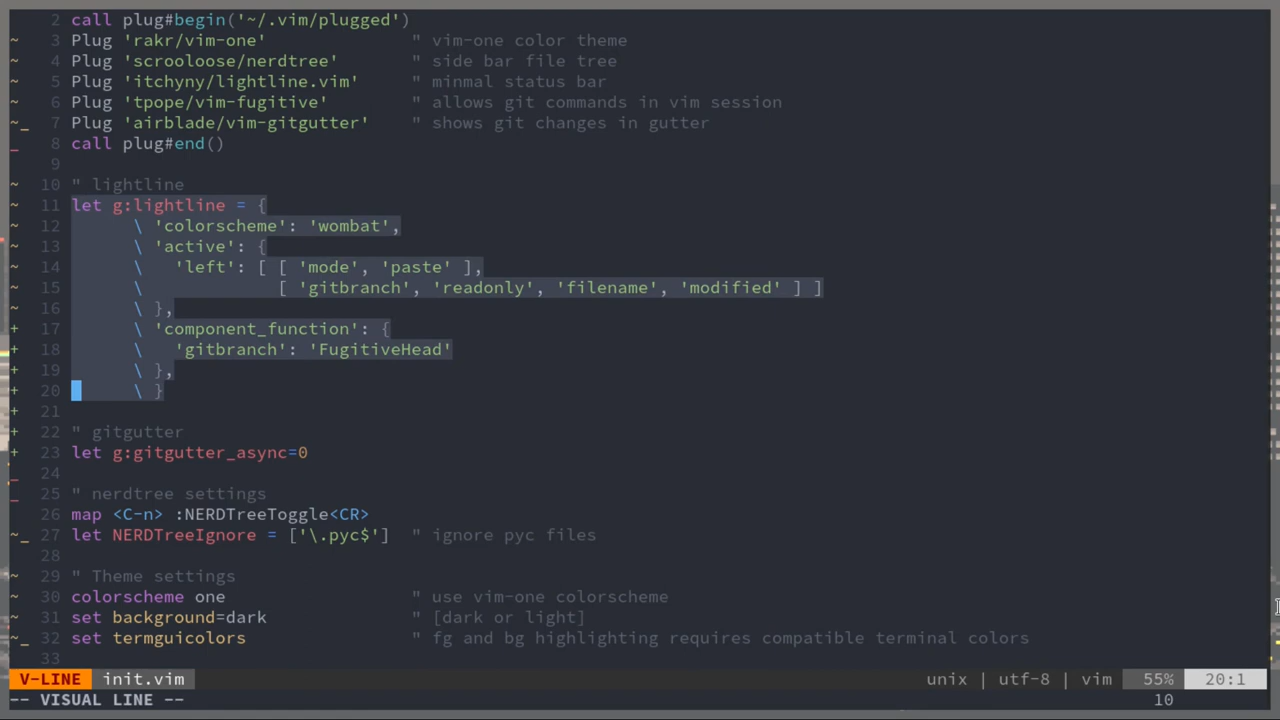 2 call plug#begin('~/.vim/plugged')
~ 3 Plug 'rakr/vim-one' " vim-one color theme
~ 4 Plug 'scrooloose/nerdtree' " side bar file tree
~ 5 Plug 'itchyny/lightline.vim' " minmal status bar
~ 6 Plug 'tpope/vim-fugitive' " allows git commands in vim session
~_ 7 Plug 'airblade/vim-gitgutter' " shows git changes in gutter
_ 8 call plug#end()
9
~ 10 " lightline
~ 11 let g:lightline = {
~ 12 \ 'colorscheme': 'wombat',
~ 13 \ 'active': {
~ 14 \ 'left': [ [ 'mode', 'paste' ],
~ 15 \ [ 'gitbranch', 'readonly', 'filename', 'modified' ] ]
~ 16 \ },
+ 17 \ 'component_function': {
+ 18 \ 'gitbranch': 'FugitiveHead'
+ 19 \ },
+ 20 \ }
+ 21
+ 22 " gitgutter
+ 23 let g:gitgutter_async=0
_ 24
_ 25 " nerdtree settings
26 map <C-n> :NERDTreeToggle<CR>
~_ 27 let NERDTreeIgnore = ['\.pyc$'] " ignore pyc files
28
~ 29 " Theme settings
~ 30 colorscheme one " use vim-one colorscheme
~ 31 set background=dark " [dark or light]
~_ 32 set termguicolors " fg and bg highlighting requires compatible terminal colors
33
V-LINE init.vim unix | utf-8 | vim 55% 20:1
-- VISUAL LINE -- 10